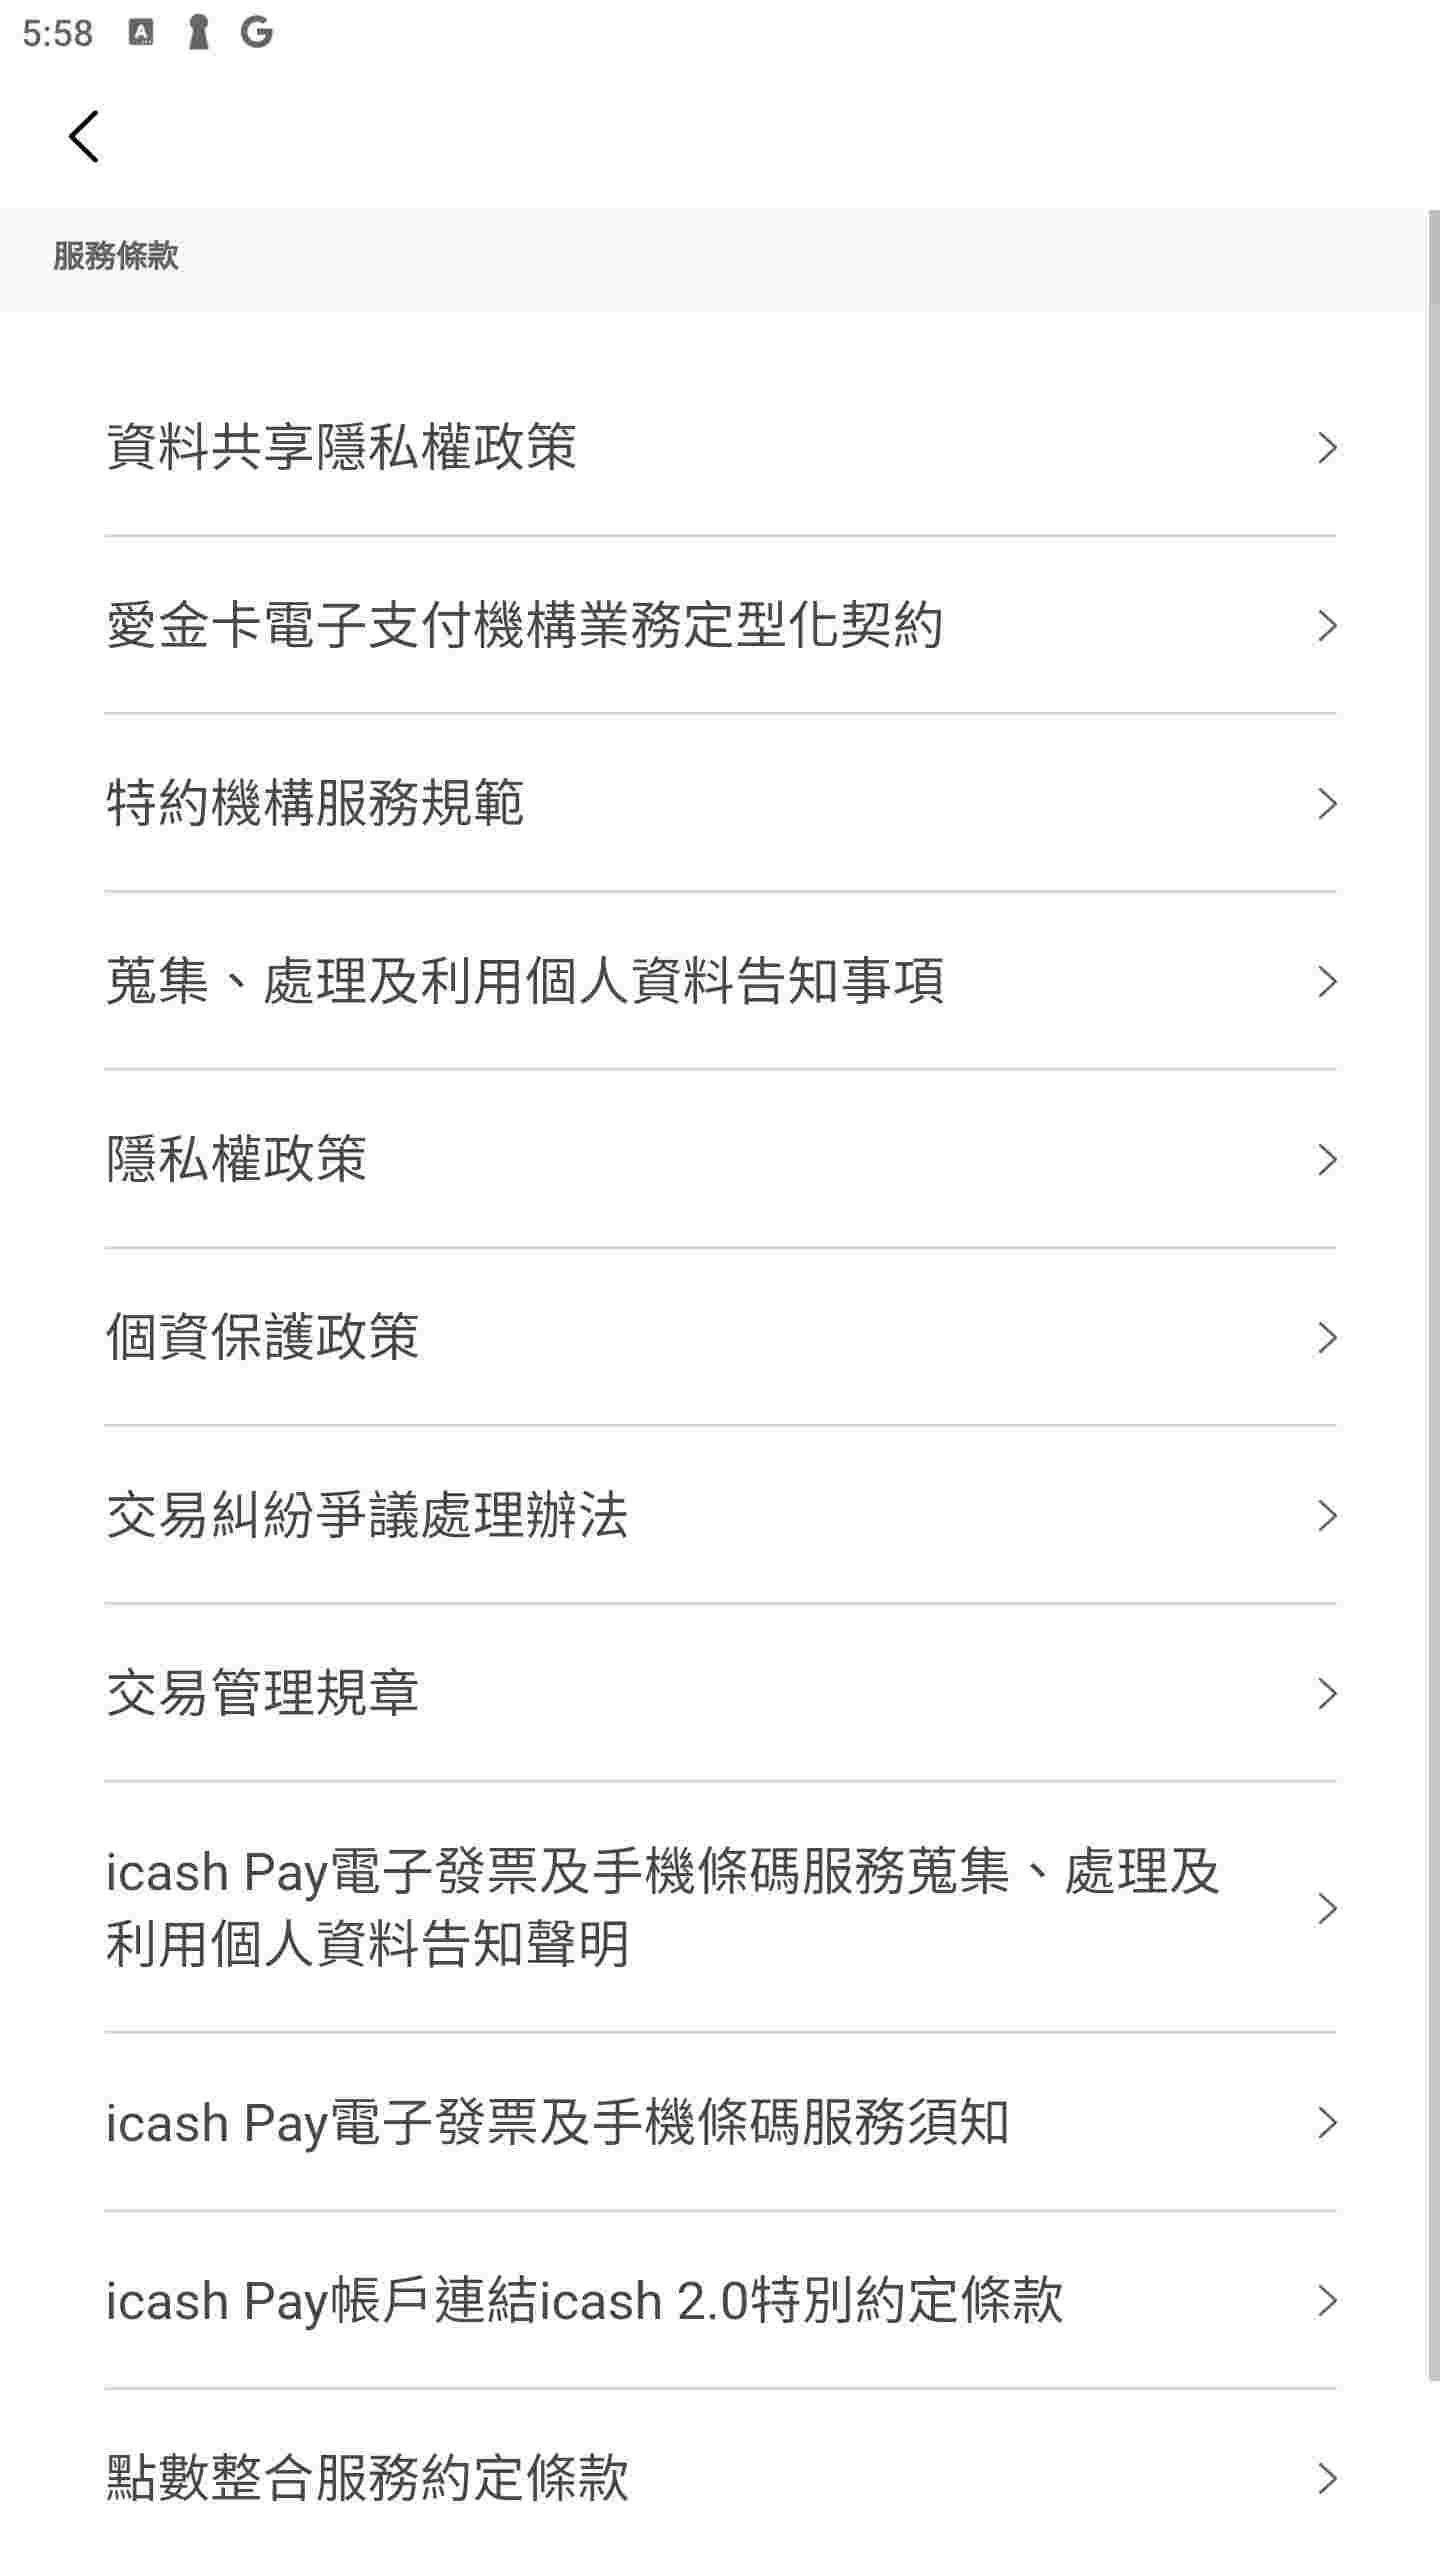 5:58
服務條款
資料共享隱私權政策
愛金卡電子支付機構業務定型化契約
特約機構服務規範
蒐集、處理及利用個人資料告知事項
隱私權政策
個資保護政策
交易糾紛爭議處理辦法
交易管理規章
icash Pay電子發票及手機條碼服務蒐集、處理及
利用個人資料告知聲明
icash Pay電子發票及手機條碼服務須知
icash Pay帳戶連結icash 2.0特別約定條款
點數整合服務約定條款